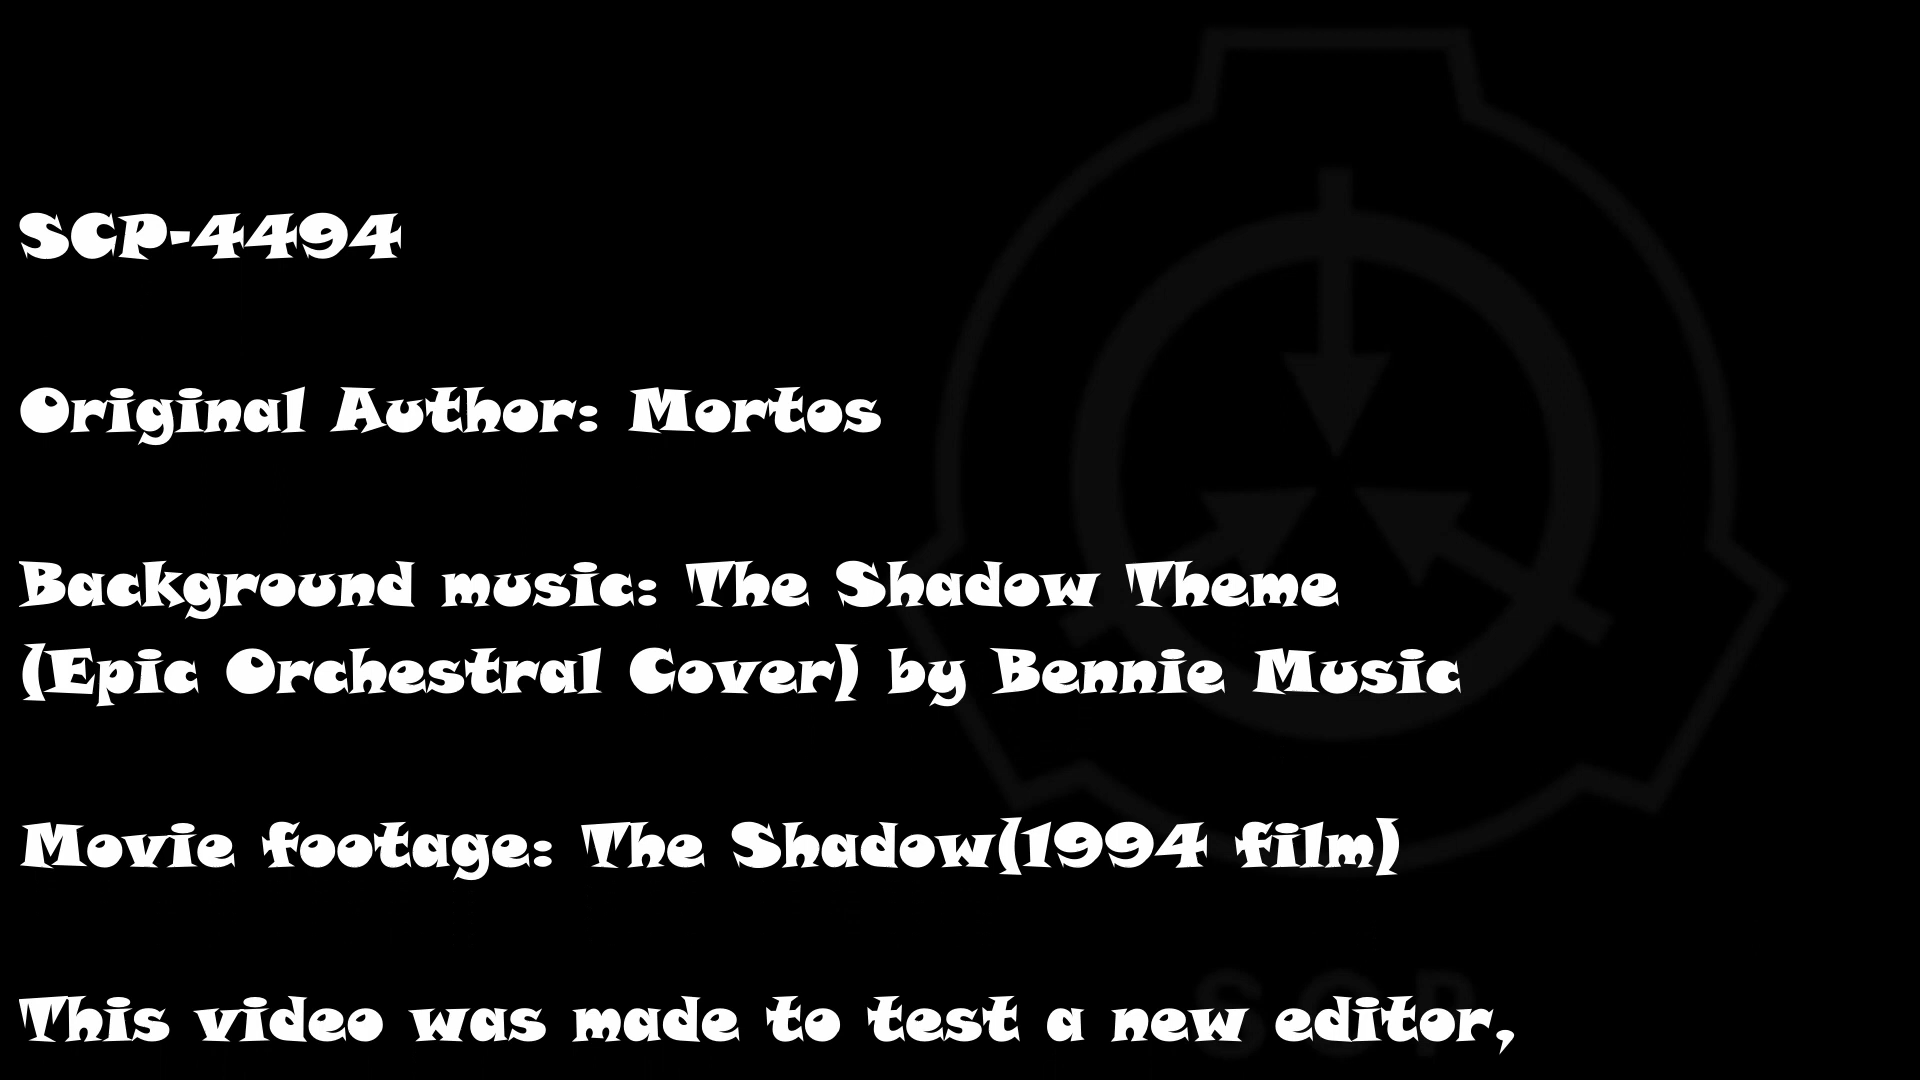 SCP-4494
Original Author: Mortos
Background music: The Shadow Theme
(Epic Orchestral Cover) by Bennie Music
Movie footage: The Shadow(1994 film)
This video was made to test a new editor,
SCP